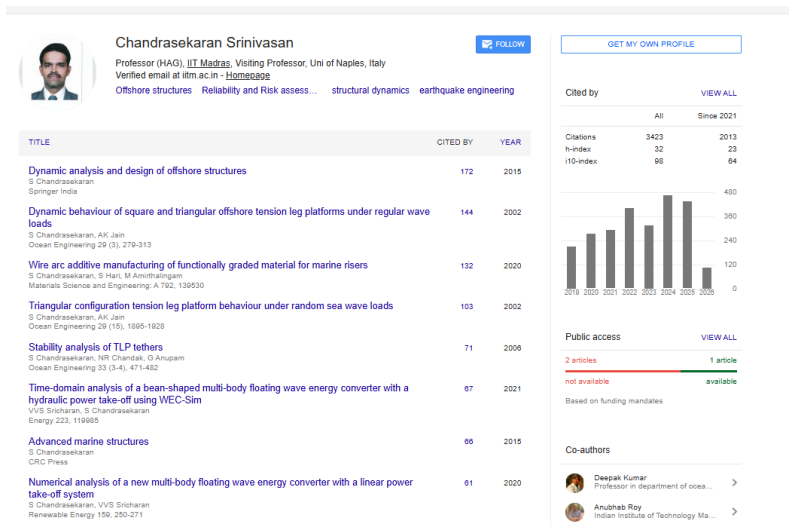 Chandrasekaran Srinivasan
FOLLOW
Professor (HAG), IIT Madras, Visiting Professor, Uni of Naples, Italy
Verified email at iitm.ac.in - Homepage
Offshore structures Reliability and Risk assess... structural dynamics earthquake engineering
TITLE CITED BY YEAR
Dynamic analysis and design of offshore structures 172 2015
S Chandrasekaran
Springer India
Dynamic behaviour of square and triangular offshore tension leg platforms under regular wave 144 2002
loads
S Chandrasekaran, AK Jain
Ocean Engineering 29 (3), 279-313
Wire arc additive manufacturing of functionally graded material for marine risers 132 2020
S Chandrasekaran, S Hari, M Amirthalingam
Materials Science and Engineering: A 792, 139530
Triangular configuration tension leg platform behaviour under random sea wave loads 103 2002
S Chandrasekaran, AK Jain
Ocean Engineering 29 (15), 1895-1928
Stability analysis of TLP tethers 71 2006
S Chandrasekaran, NR Chandak, G Anupam
Ocean Engineering 33 (3-4), 471-482
Time-domain analysis of a bean-shaped multi-body floating wave energy converter with a 67 2021
hydraulic power take-off using WEC-Sim
VVS Sricharan, S Chandrasekaran
Energy 223, 119985
Advanced marine structures 66 2015
S Chandrasekaran
CRC Press
Numerical analysis of a new multi-body floating wave energy converter with a linear power 61 2020
take-off system
S Chandrasekaran, VVS Sricharan
Renewable Energy 159, 250-271
GET MY OWN PROFILE
Cited by VIEW ALL
All Since 2021
Citations 3423 2013
h-index 32 23
i10-index 98 64
480
360
240
120
0
2019 2020 2021 2022 2023 2024 2025 2026
Public access VIEW ALL
2 articles 1 article
not available available
Based on funding mandates
Co-authors
Deepak Kumar
Professor in department of ocea...
Anubhab Roy
Indian Institute of Technology Ma...